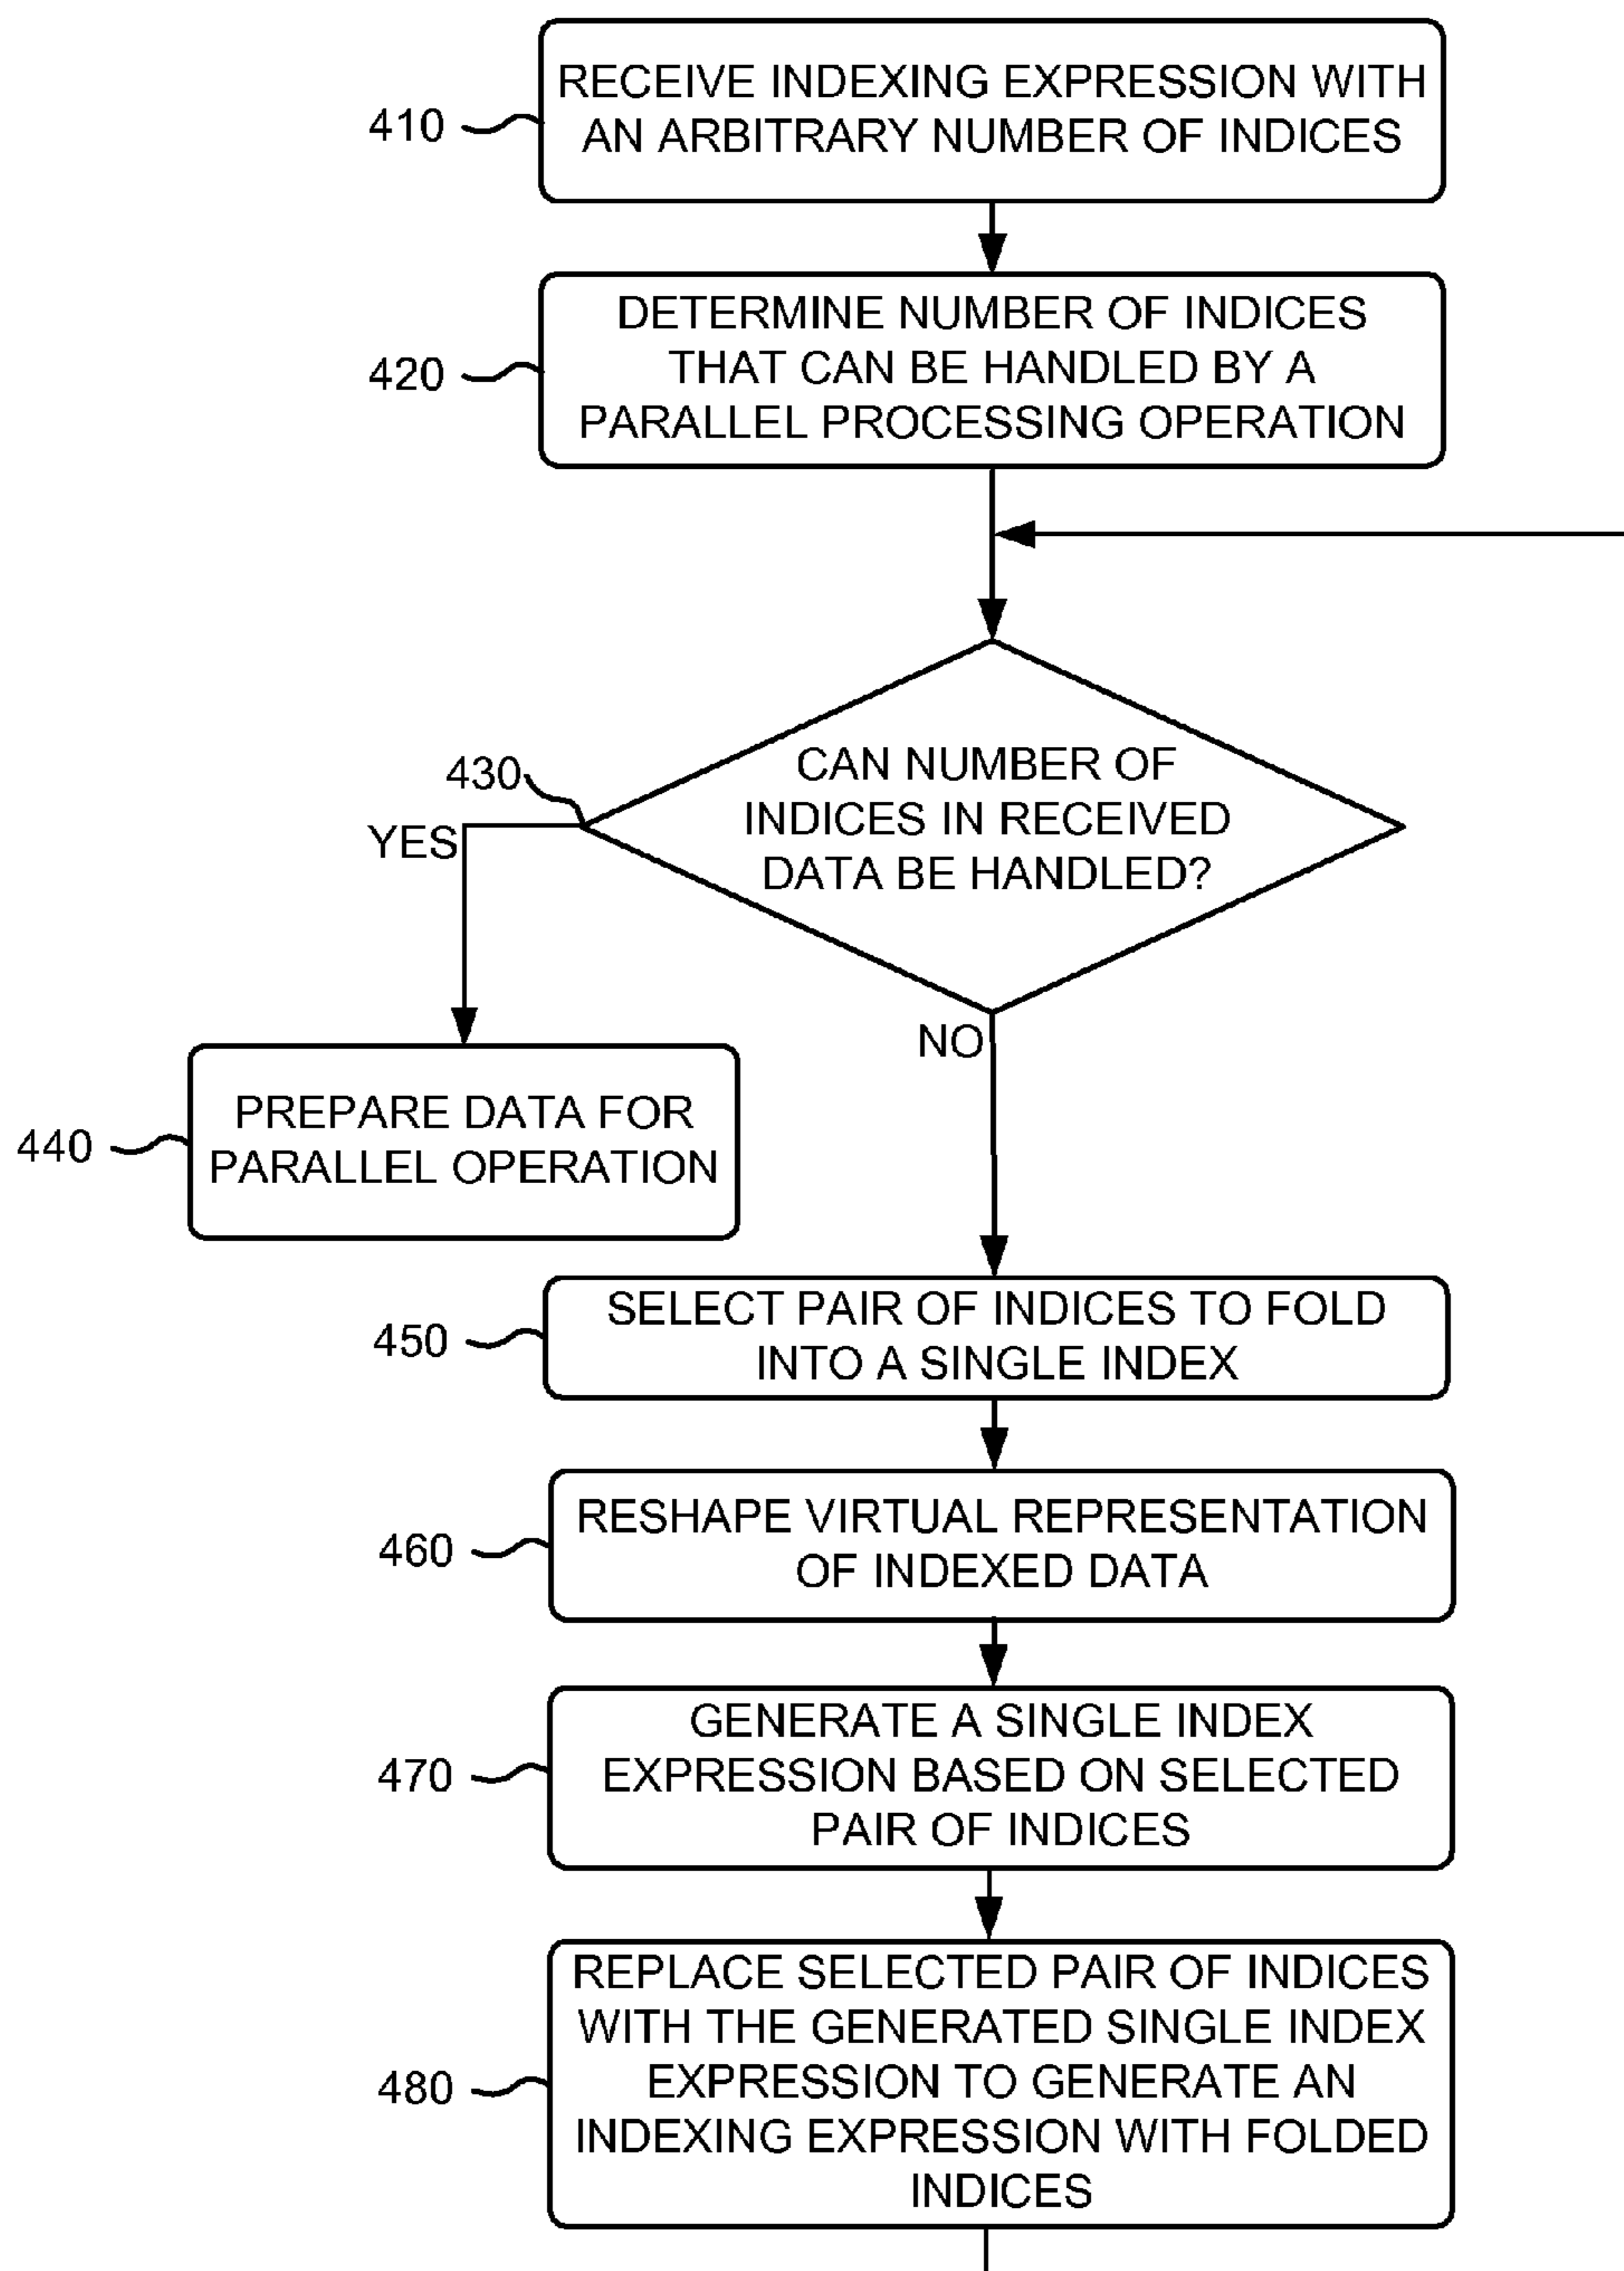 RECEIVE INDEXING EXPRESSION WITH
AN ARBITRARY NUMBER OF INDICES
410
DETERMINE NUMBER OF INDICES
THAT CAN BE HANDLED BY A
PARALLEL PROCESSING OPERATION
420
CAN NUMBER OF
INDICES IN RECEIVED
DATA BE HANDLED?
430
YES
NO
PREPARE DATA FOR
PARALLEL OPERATION
440
SELECT PAIR OF INDICES TO FOLD
INTO A SINGLE INDEX
450
RESHAPE VIRTUAL REPRESENTATION
OF INDEXED DATA
460
GENERATE A SINGLE INDEX
EXPRESSION BASED ON SELECTED
PAIR OF INDICES
470
REPLACE SELECTED PAIR OF INDICES
WITH THE GENERATED SINGLE INDEX
EXPRESSION TO GENERATE AN
INDEXING EXPRESSION WITH FOLDED
INDICES
480